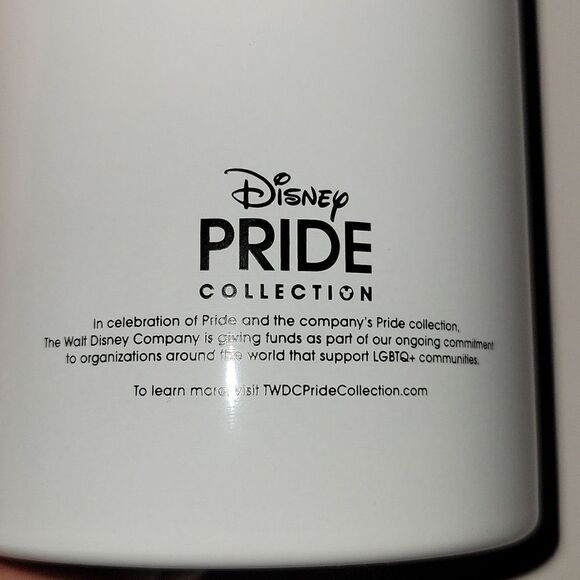 Disney
PRIDE
COLLECTION
In celebration of Pride and the company's Pride collection,
The Walt Disney Company is giving funds as part of our ongoing commitment
to organizations around the world that support LGBTQ+ communities.
To learn more, visit TWDCPrideCollection.com